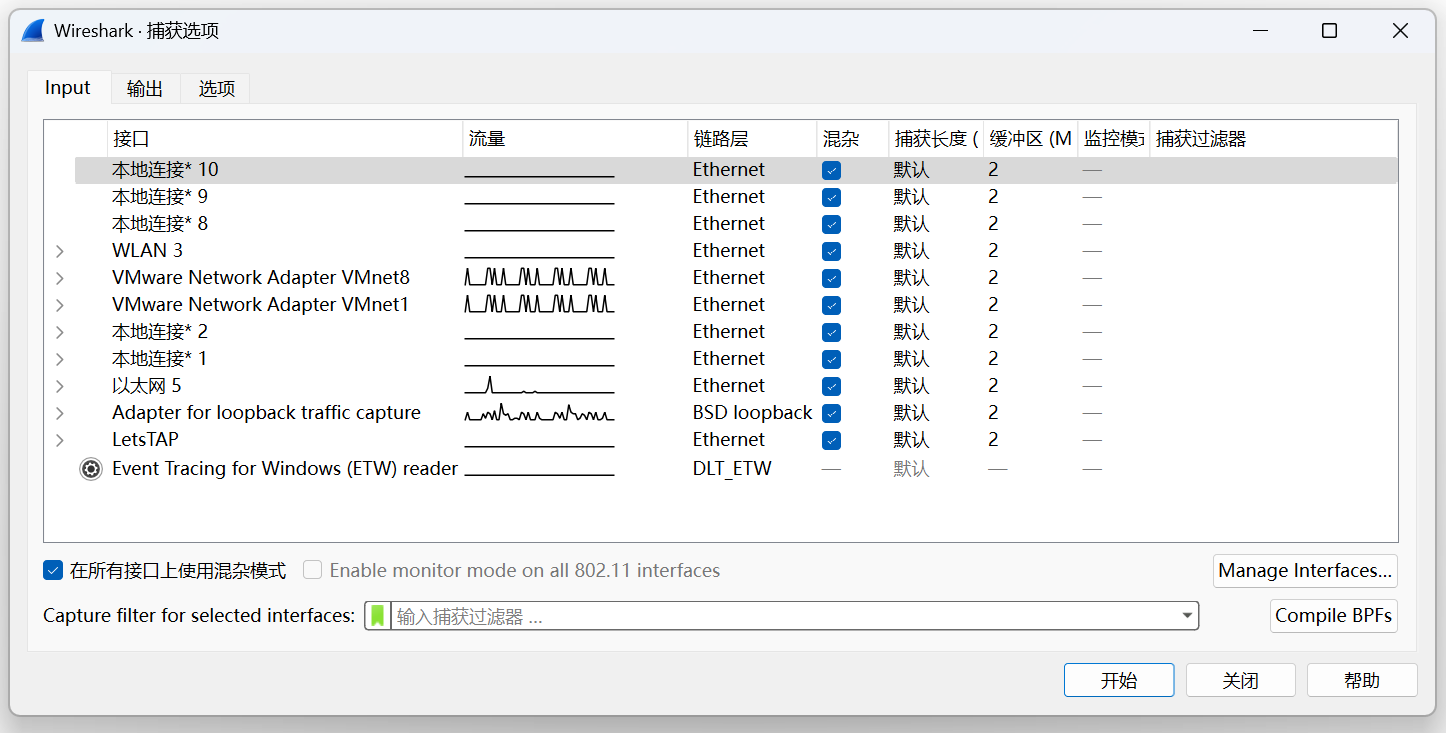 Wireshark · 捕获选项
Input 输出 选项
接口 流量 链路层 混杂 捕获长度 ( 缓冲区 (M 监控模式 捕获过滤器
本地连接* 10 Ethernet 默认 2 —
本地连接* 9 Ethernet 默认 2 —
本地连接* 8 Ethernet 默认 2 —
WLAN 3 Ethernet 默认 2 —
VMware Network Adapter VMnet8 Ethernet 默认 2 —
VMware Network Adapter VMnet1 Ethernet 默认 2 —
本地连接* 2 Ethernet 默认 2 —
本地连接* 1 Ethernet 默认 2 —
以太网 5 Ethernet 默认 2 —
Adapter for loopback traffic capture BSD loopback 默认 2 —
LetsTAP Ethernet 默认 2 —
Event Tracing for Windows (ETW) reader DLT_ETW — 默认 — —
在所有接口上使用混杂模式 Enable monitor mode on all 802.11 interfaces Manage Interfaces...
Capture filter for selected interfaces: 输入捕获过滤器 ... Compile BPFs
开始 关闭 帮助